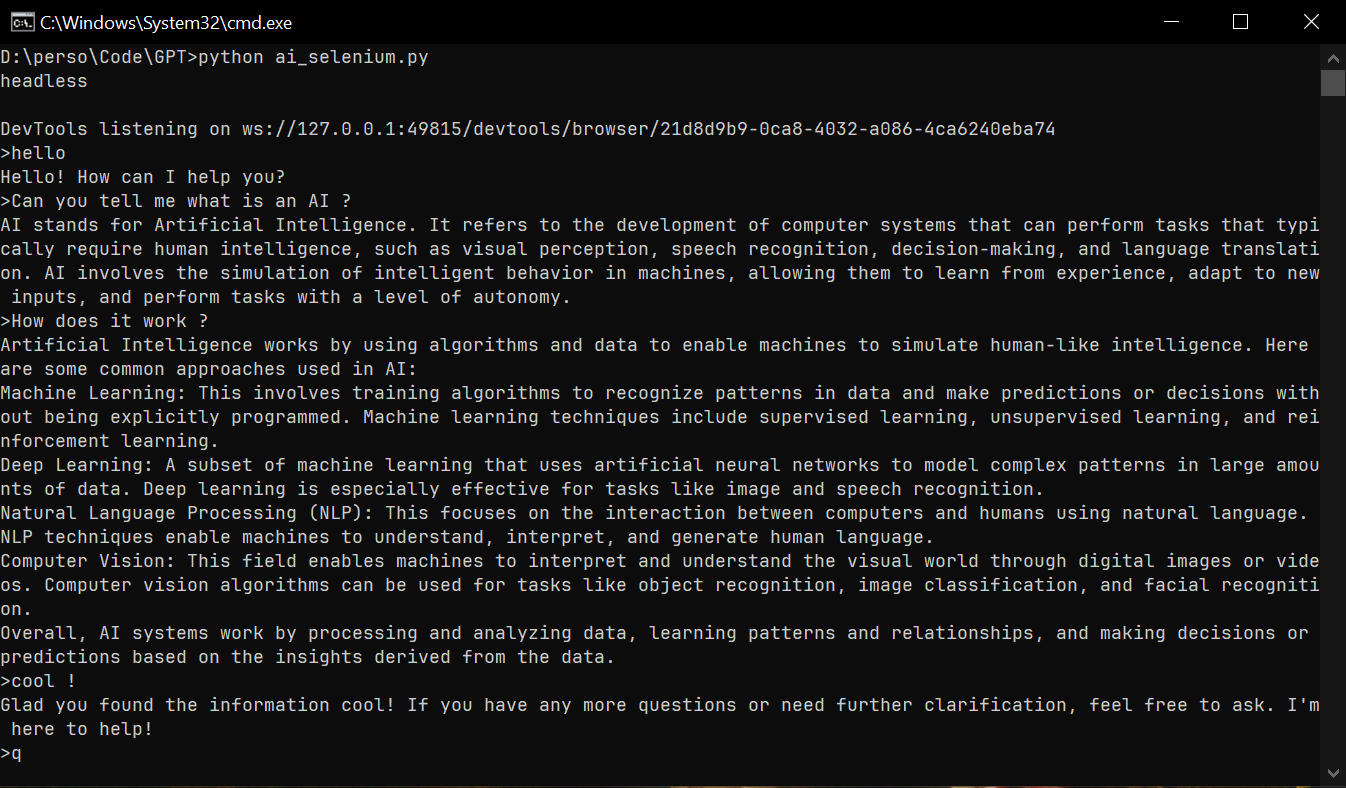 C:\Windows\System32\cmd.exe
D:\perso\Code\GPT>python ai_selenium.py
headless
DevTools listening on ws://127.0.0.1:49815/devtools/browser/21d8d9b9-0ca8-4032-a086-4ca6240eba74
>hello
Hello! How can I help you?
>Can you tell me what is an AI ?
AI stands for Artificial Intelligence. It refers to the development of computer systems that can perform tasks that typi
cally require human intelligence, such as visual perception, speech recognition, decision-making, and language translati
on. AI involves the simulation of intelligent behavior in machines, allowing them to learn from experience, adapt to new
 inputs, and perform tasks with a level of autonomy.
>How does it work ?
Artificial Intelligence works by using algorithms and data to enable machines to simulate human-like intelligence. Here
are some common approaches used in AI:
Machine Learning: This involves training algorithms to recognize patterns in data and make predictions or decisions with
out being explicitly programmed. Machine learning techniques include supervised learning, unsupervised learning, and rei
nforcement learning.
Deep Learning: A subset of machine learning that uses artificial neural networks to model complex patterns in large amou
nts of data. Deep learning is especially effective for tasks like image and speech recognition.
Natural Language Processing (NLP): This focuses on the interaction between computers and humans using natural language.
NLP techniques enable machines to understand, interpret, and generate human language.
Computer Vision: This field enables machines to interpret and understand the visual world through digital images or vide
os. Computer vision algorithms can be used for tasks like object recognition, image classification, and facial recogniti
on.
Overall, AI systems work by processing and analyzing data, learning patterns and relationships, and making decisions or
predictions based on the insights derived from the data.
>cool !
Glad you found the information cool! If you have any more questions or need further clarification, feel free to ask. I'm
 here to help!
>q